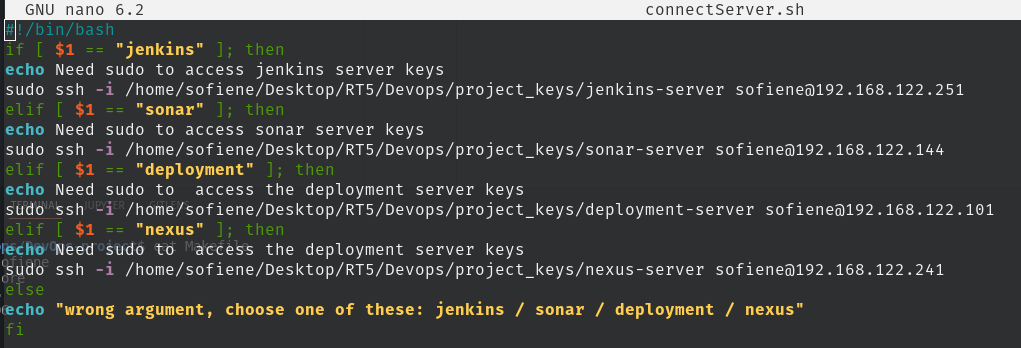 GNU nano 6.2 connectServer.sh
#!/bin/bash
if [ $1 == "jenkins" ]; then
echo Need sudo to access jenkins server keys
sudo ssh -i /home/sofiene/Desktop/RT5/Devops/project_keys/jenkins-server sofiene@192.168.122.251
elif [ $1 == "sonar" ]; then
echo Need sudo to access sonar server keys
sudo ssh -i /home/sofiene/Desktop/RT5/Devops/project_keys/sonar-server sofiene@192.168.122.144
elif [ $1 == "deployment" ]; then
echo Need sudo to  access the deployment server keys
TERMINAL JUPYTER
sudo ssh -i /home/sofiene/Desktop/RT5/Devops/project_keys/deployment-server sofiene@192.168.122.101
elif [ $1 == "nexus" ]; then
echo Need sudo to  access the deployment server keys
cat Makefile
sudo ssh -i /home/sofiene/Desktop/RT5/Devops/project_keys/nexus-server sofiene@192.168.122.241
else
echo "wrong argument, choose one of these: jenkins / sonar / deployment / nexus"
fi